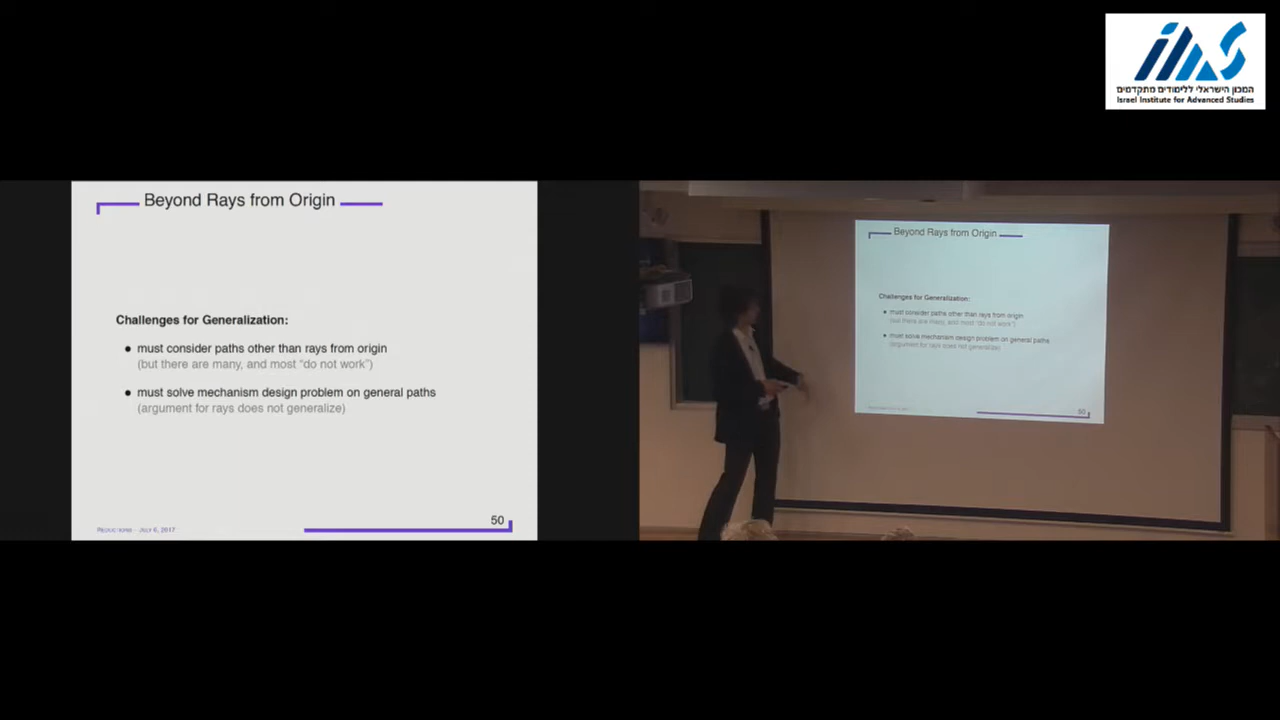 המכון הישראלי ללימודים מתקדמים
Israel Institute for Advanced Studies
Beyond Rays from Origin
Challenges for Generalization:
• must consider paths other than rays from origin
(but there are many, and most “do not work”)
• must solve mechanism design problem on general paths
(argument for rays does not generalize)
50
July 6, 2017
Beyond Rays from Origin
Challenges for Generalization:
• must consider paths other than rays from origin
(but there are many, and most “do not work”)
• must solve mechanism design problem on general paths
(argument for rays does not generalize)
50